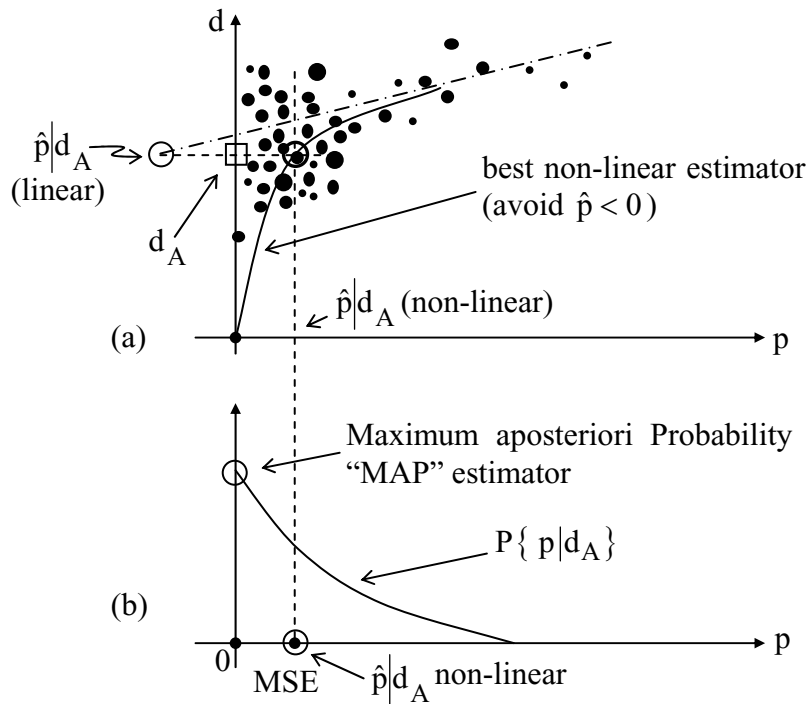 d
p̂|d_A
(linear)
d_A
best non-linear estimator
(avoid p̂ < 0 )
p̂|d_A (non-linear)
(a)
p
Maximum aposteriori Probability
“MAP” estimator
P{ p|d_A}
(b)
0
p
MSE
p̂|d_A non-linear